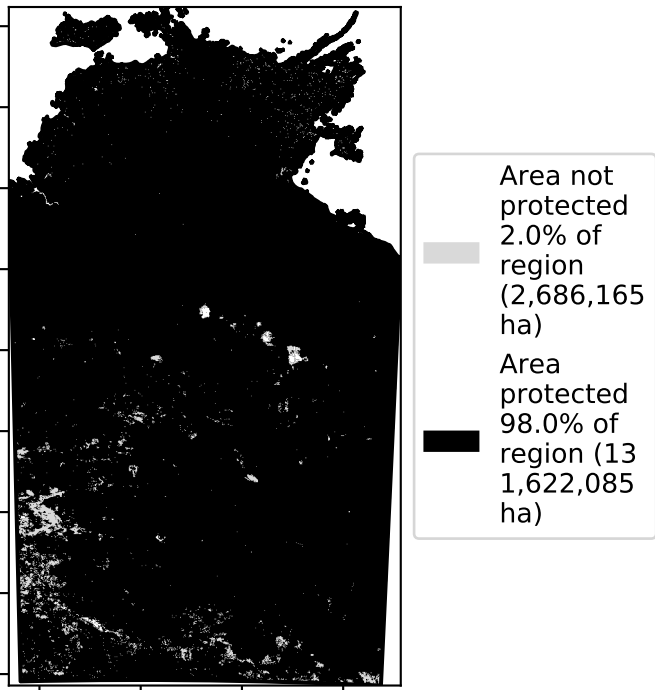 Area not
protected
2.0% of
region
(2,686,165
ha)
Area
protected
98.0% of
region (13
1,622,085
ha)